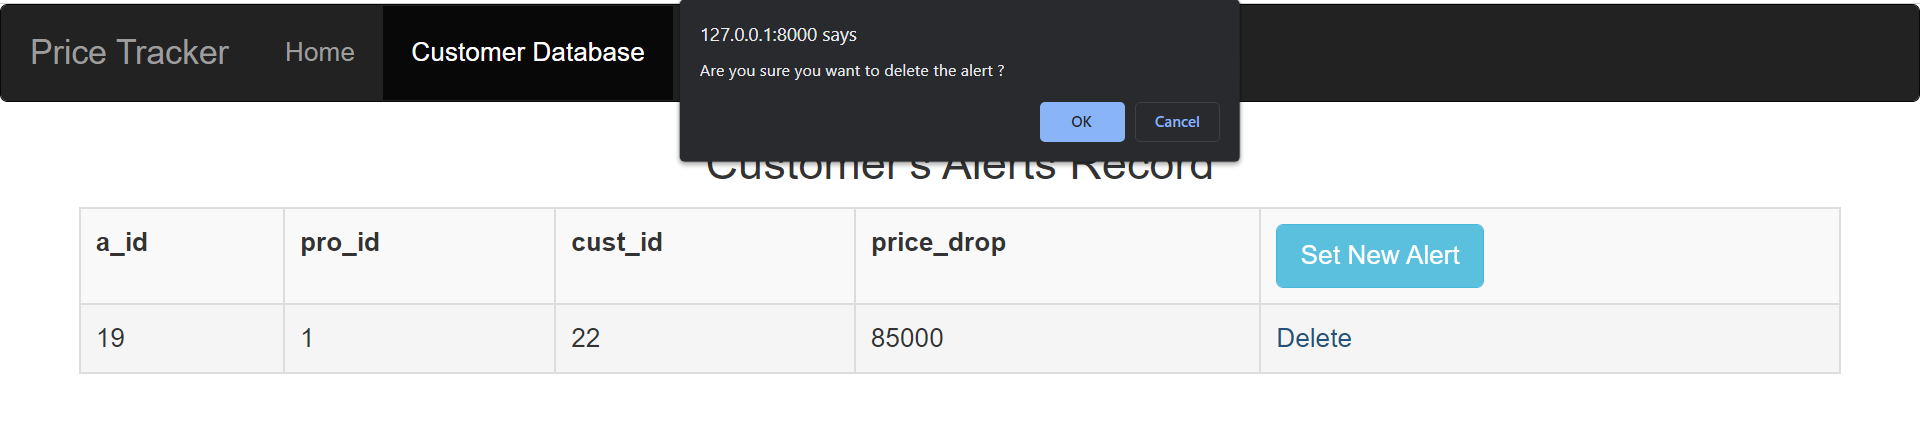 Price Tracker Home Customer Database
127.0.0.1:8000 says
Are you sure you want to delete the alert ?
OK Cancel
Customer's Alerts Record
a_id pro_id cust_id price_drop Set New Alert
19 1 22 85000 Delete